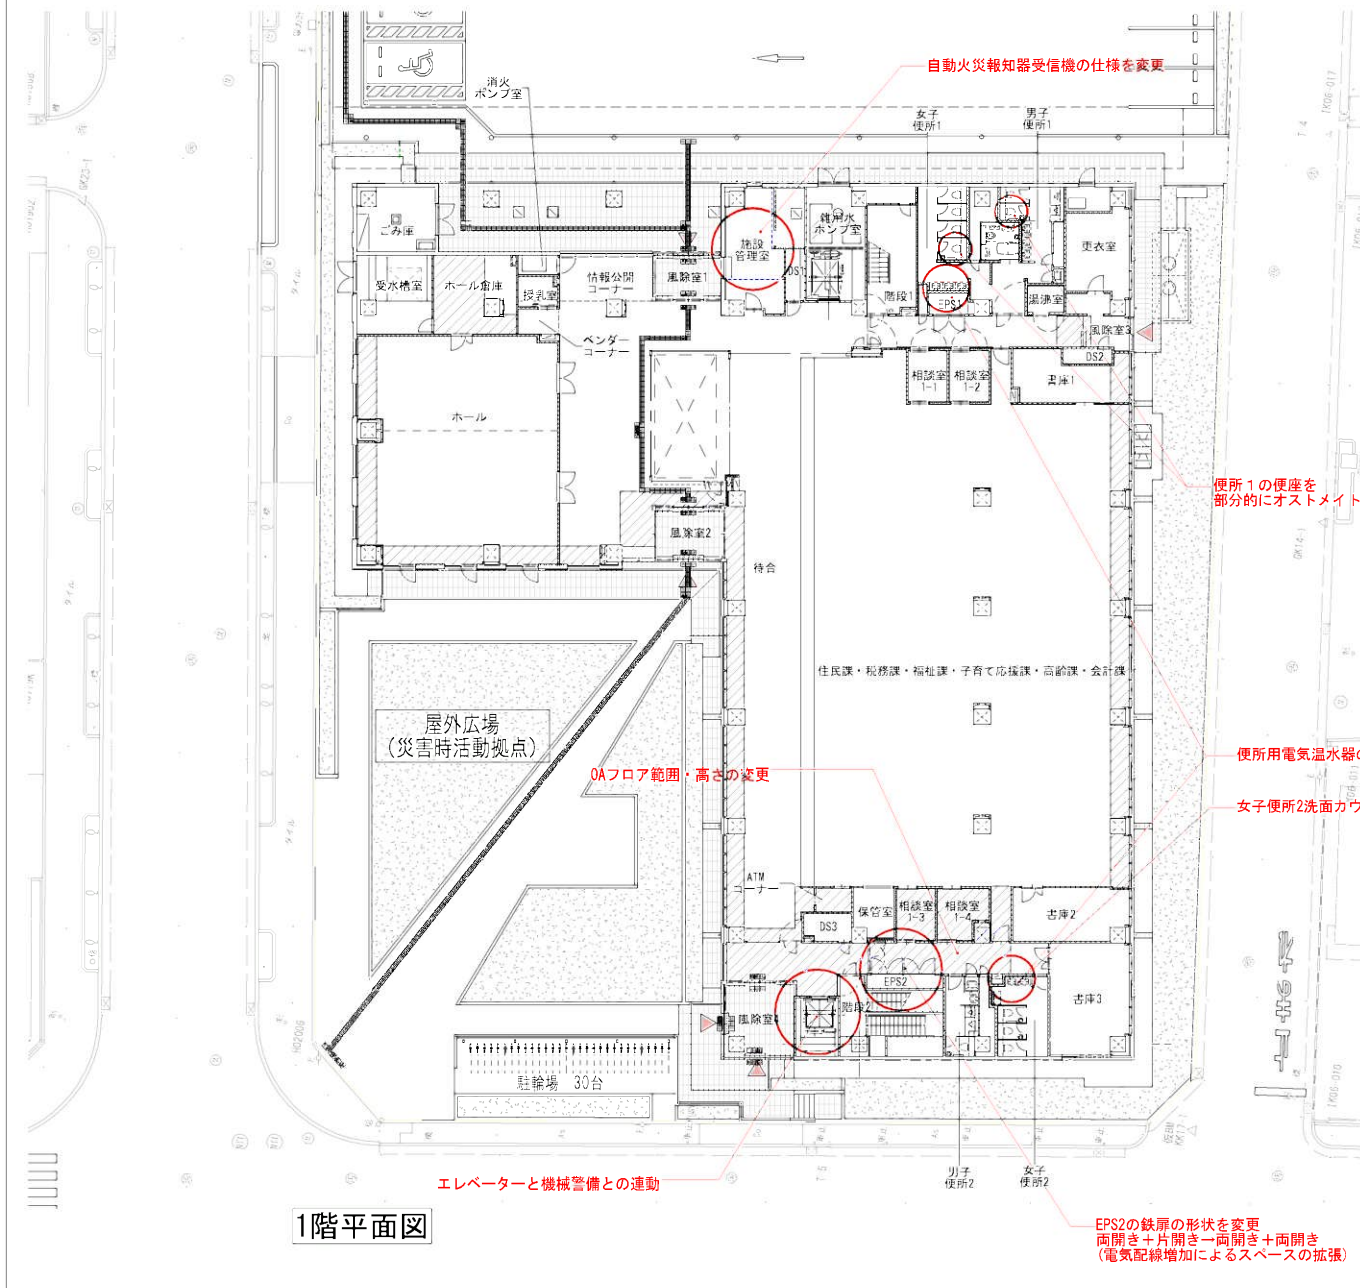 自動火災報知器受信機の仕様を変更
消火
ポンプ室
女子
便所1
男子
便所1
ごみ庫
施設
管理室
雑用水
ポンプ室
更衣室
受水槽室
ホール倉庫
授乳室
情報公開
コーナー
風除室1
DS1
階段1
EPS1
湯沸室
風除室3
ベンダー
コーナー
相談室
1-1
相談室
1-2
書庫1
DS2
ホール
便所1の便座を
部分的にオストメイト
風除室2
待合
住民課・税務課・福祉課・子育て応援課・高齢課・会計課
屋外広場
(災害時活動拠点)
便所用電気温水器の
OAフロア範囲・高さの変更
女子便所2洗面カウ
ATM
コーナー
DS3
保管室
相談室
1-3
相談室
1-4
書庫2
EPS2
階段2
書庫3
風除室4
駐輪場 30台
男子
便所2
女子
便所2
エレベーターと機械警備との連動
1階平面図
EPS2の鉄扉の形状を変更
両開き+片開き→両開き+両開き
(電気配線増加によるスペースの拡張)